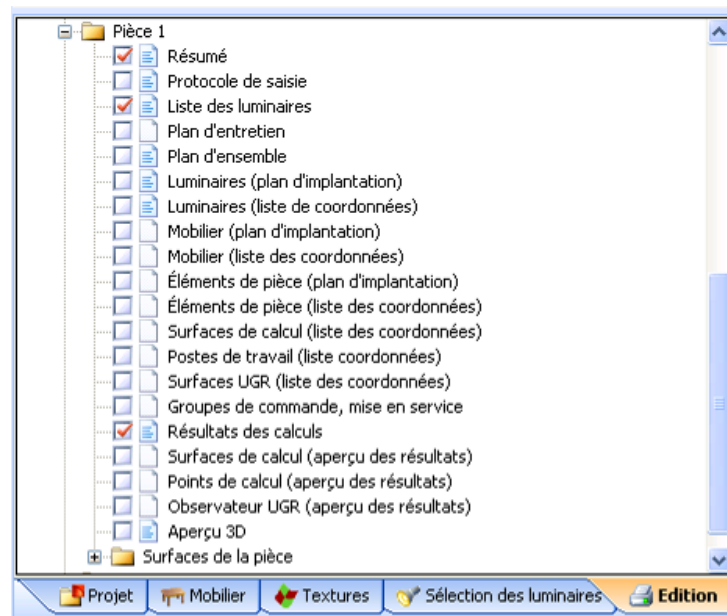 Pièce 1
Résumé
Protocole de saisie
Liste des luminaires
Plan d'entretien
Plan d'ensemble
Luminaires (plan d'implantation)
Luminaires (liste de coordonnées)
Mobilier (plan d'implantation)
Mobilier (liste des coordonnées)
Éléments de pièce (plan d'implantation)
Éléments de pièce (liste des coordonnées)
Surfaces de calcul (liste des coordonnées)
Postes de travail (liste coordonnées)
Surfaces UGR (liste des coordonnées)
Groupes de commande, mise en service
Résultats des calculs
Surfaces de calcul (aperçu des résultats)
Points de calcul (aperçu des résultats)
Observateur UGR (aperçu des résultats)
Aperçu 3D
Surfaces de la pièce
Projet Mobilier Textures Sélection des luminaires Edition